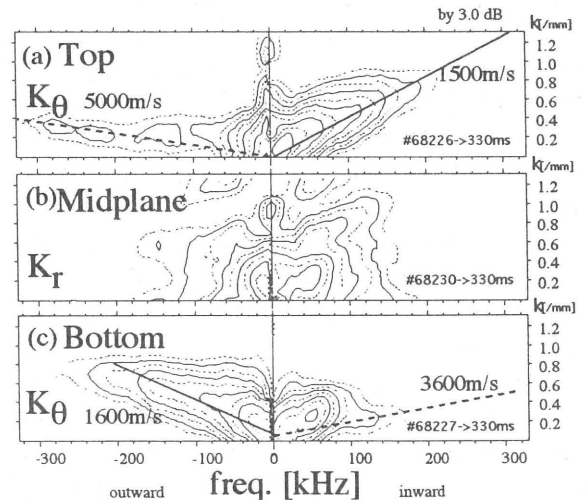 by 3.0 dB
k[/mm]
(a) Top
1.2
1.0
Kθ 5000m/s
1500m/s
0.8
0.6
0.4
#68226->330ms
0.2
k[/mm]
(b)Midplane
1.2
1.0
0.8
0.6
Kr
0.4
#68230->330ms
0.2
k[/mm]
(c) Bottom
1.2
1.0
0.8
Kθ
3600m/s
0.6
1600m/s
0.4
#68227->330ms
0.2
-300 -200 -100 0 100 200 300
outward freq. [kHz] inward